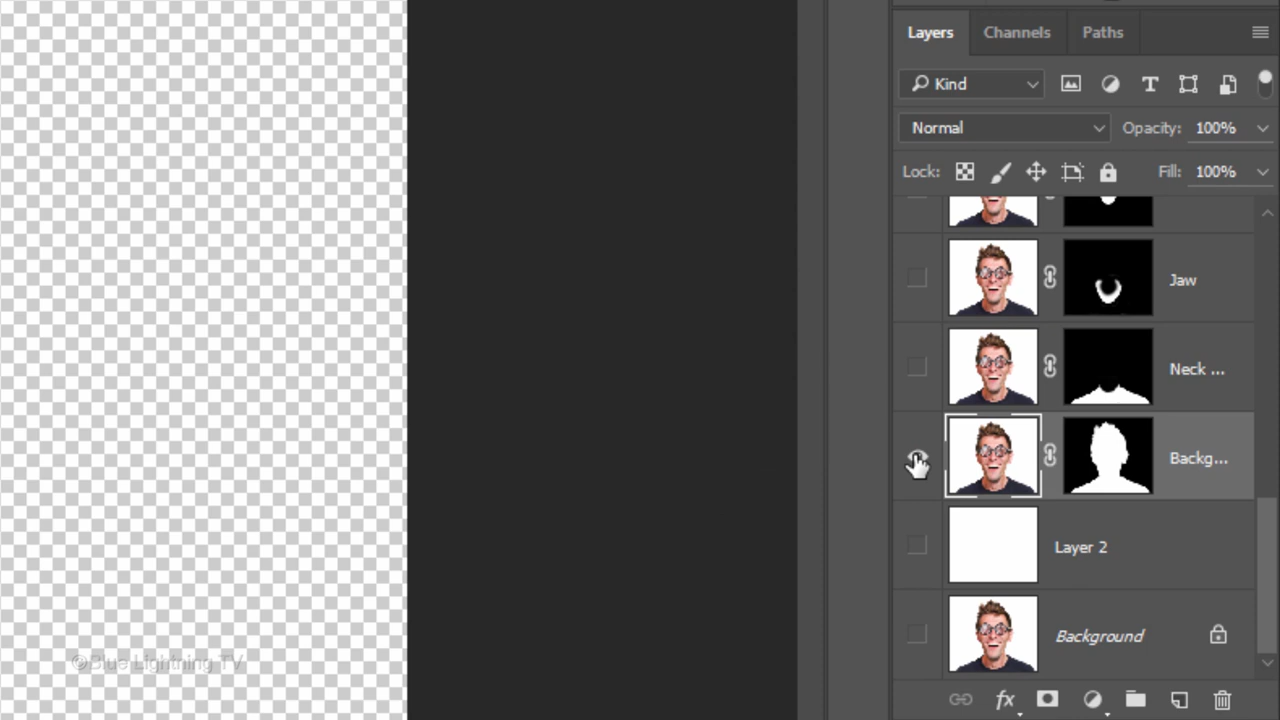 Layers Channels Paths
Kind
Normal Opacity: 100%
Lock: Fill: 100%
Jaw
Neck ...
Backg...
Layer 2
Background
fx
©Blue Lightning TV